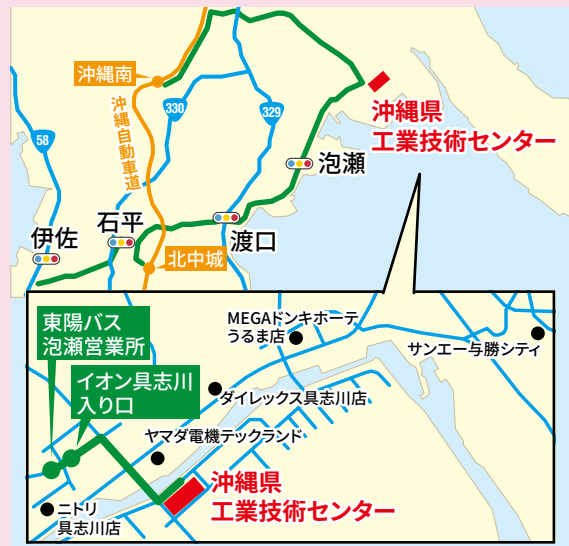 沖縄南
沖縄自動車道
330
329
58
沖縄県
工業技術センター
泡瀬
石平
伊佐
渡口
北中城
東陽バス
泡瀬営業所
イオン具志川
入り口
MEGAドンキホーテ
うるま店
サンエー与勝シティ
ダイレックス具志川店
ヤマダ電機テックランド
沖縄県
工業技術センター
ニトリ
具志川店